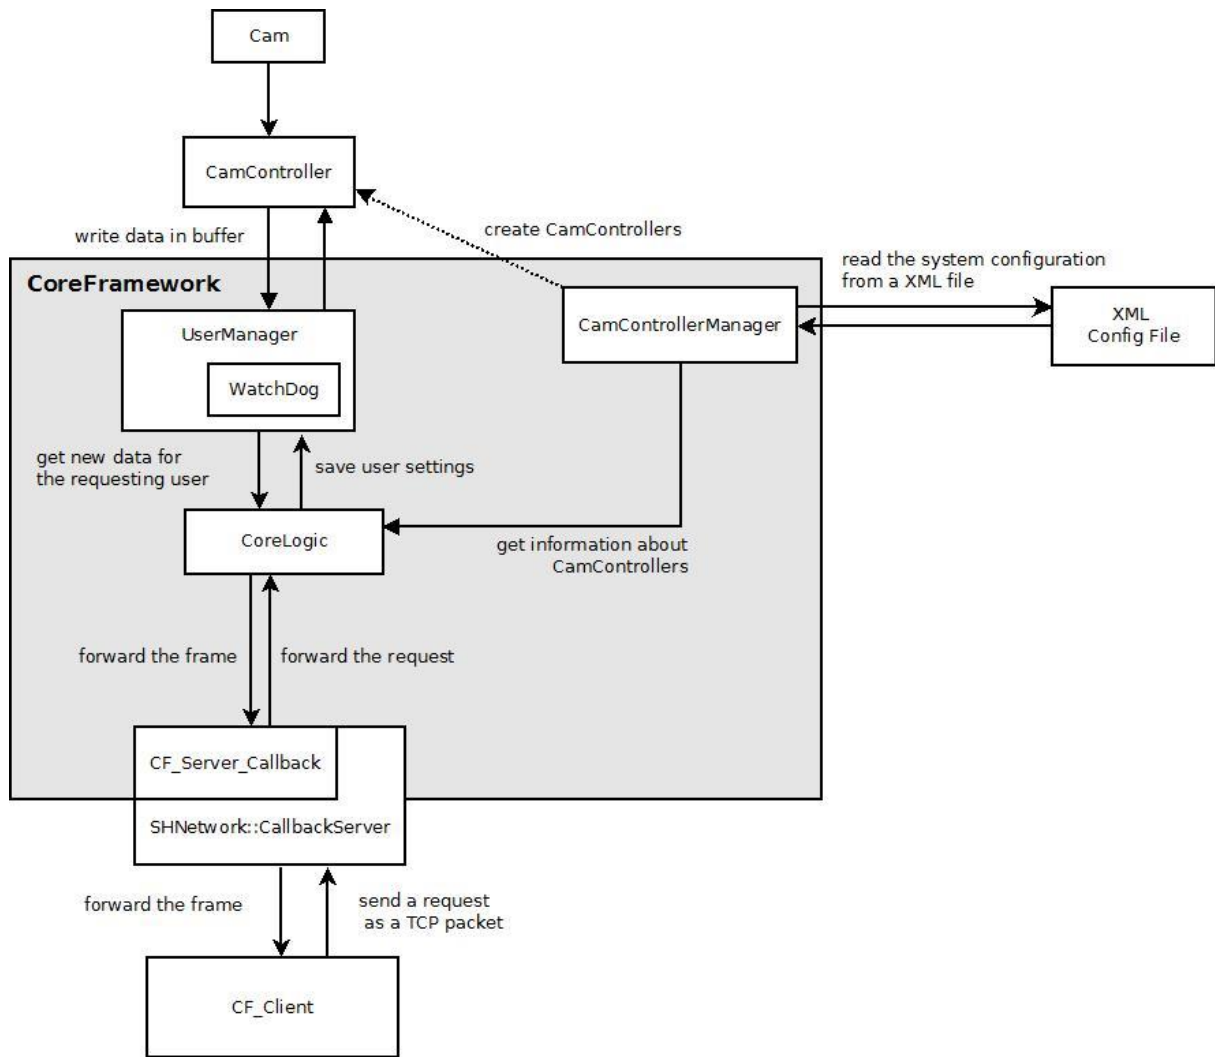 Cam
CamController
write data in buffer
create CamControllers
read the system configuration
from a XML file
CoreFramework
UserManager
CamControllerManager
XML
Config File
WatchDog
get new data for
the requesting user
save user settings
CoreLogic
get information about
CamControllers
forward the frame
forward the request
CF_Server_Callback
SHNetwork::CallbackServer
forward the frame
send a request
as a TCP packet
CF_Client